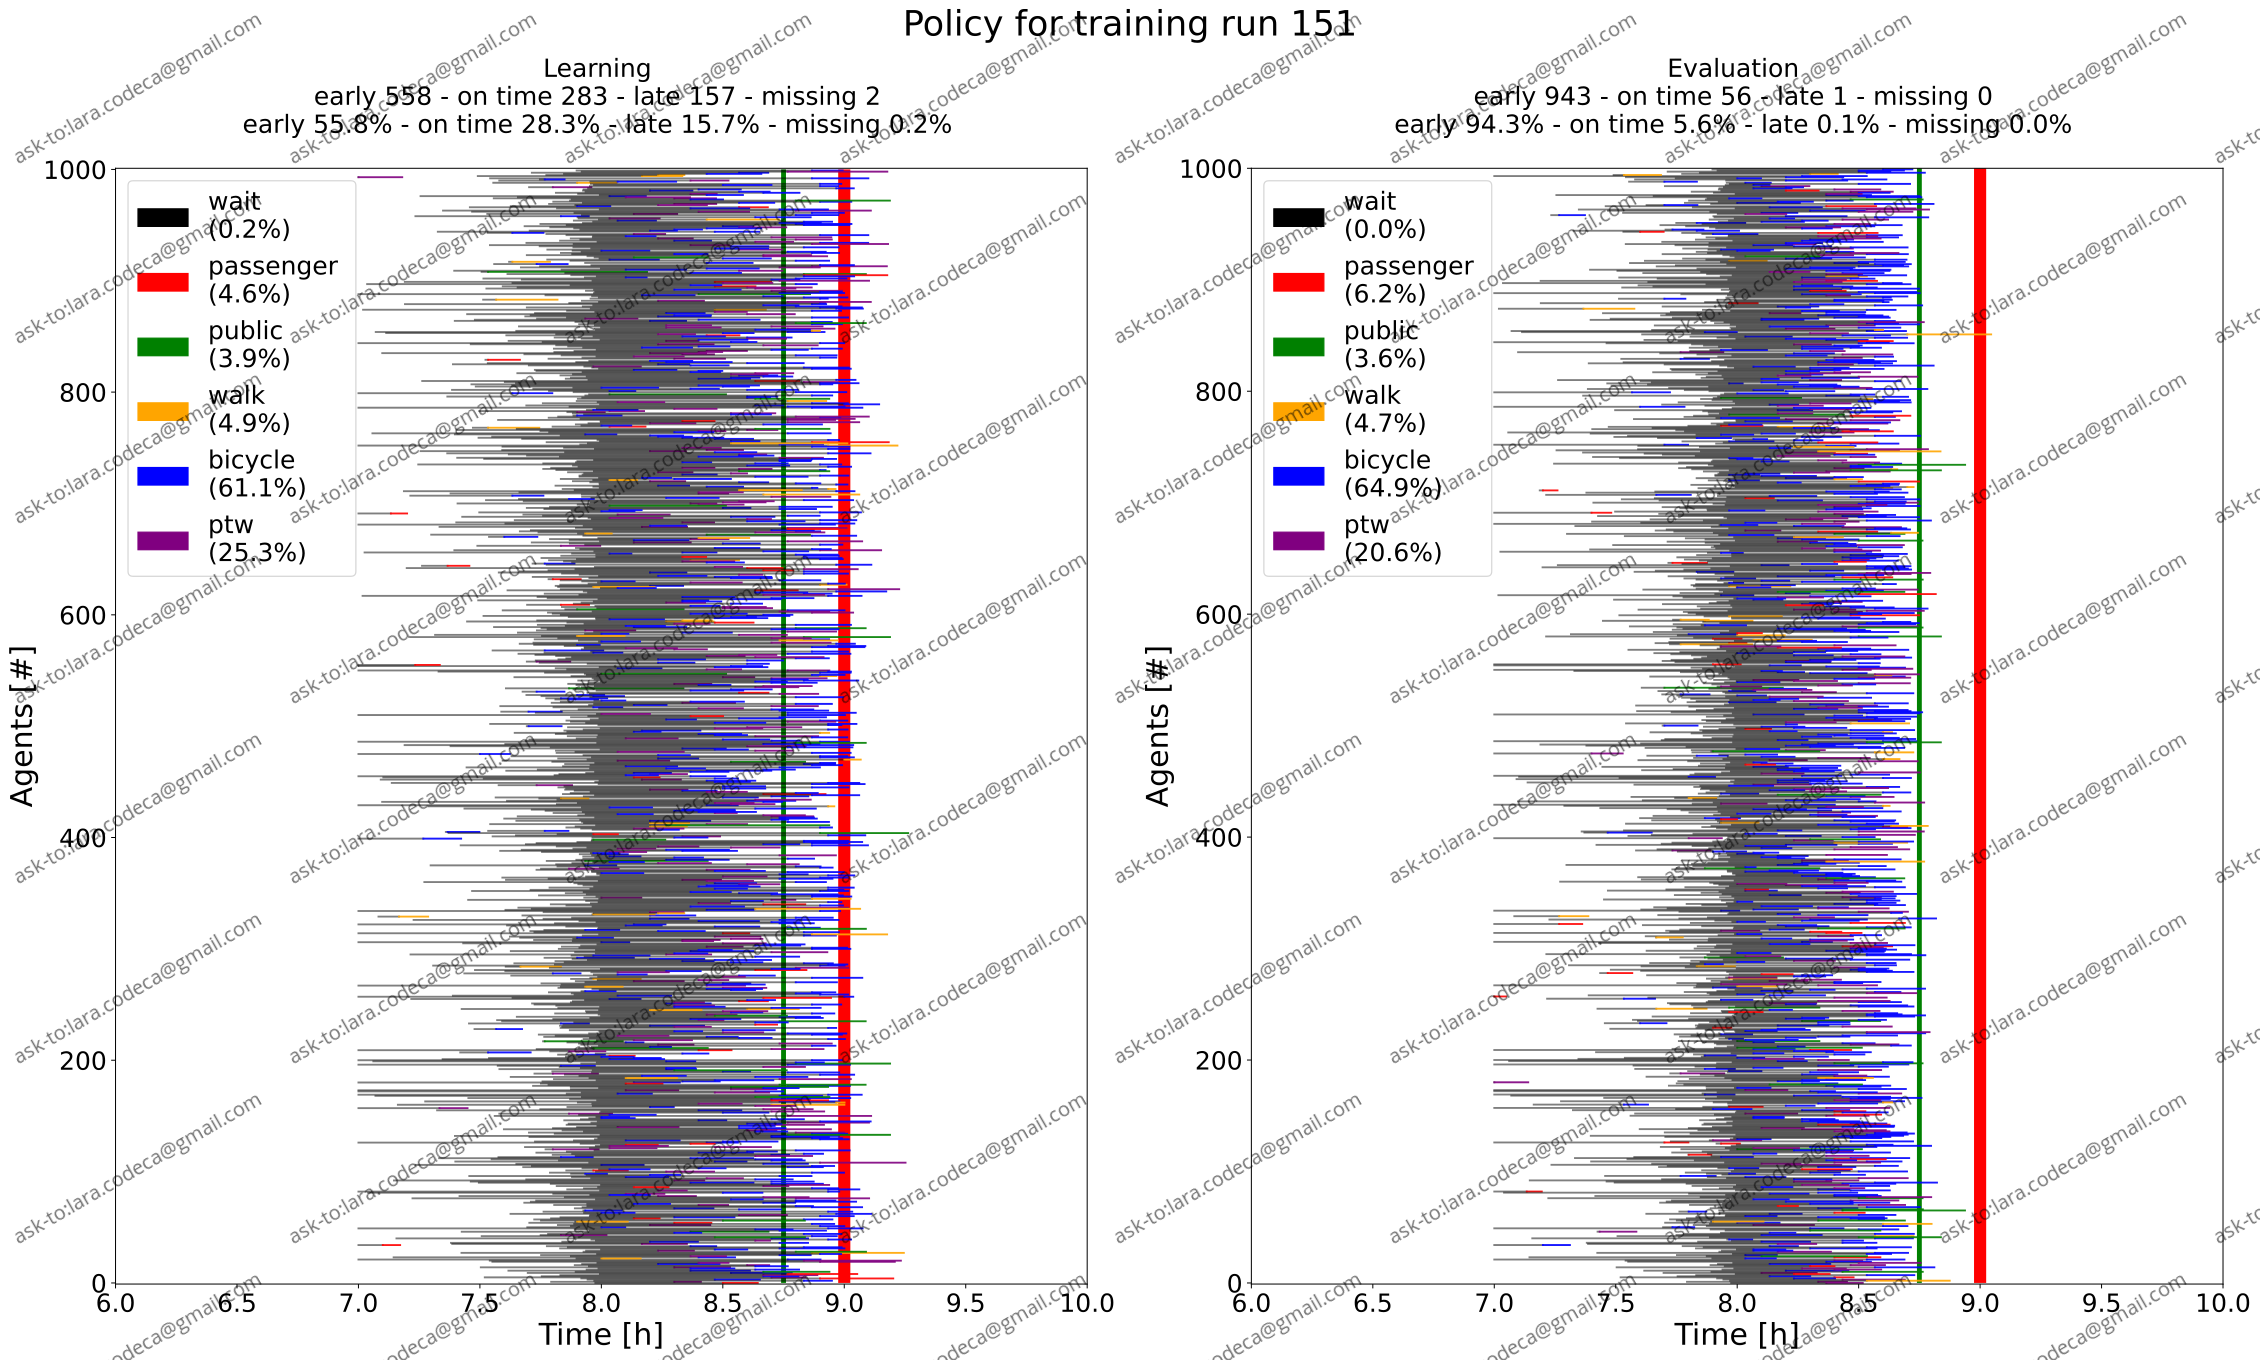 Policy for training run 151
Learning
early 558 - on time 283 - late 157 - missing 2
early 55.8% - on time 28.3% - late 15.7% - missing 0.2%
1000
800
600
400
200
0
Agents [#]
wait
(0.2%)
passenger
(4.6%)
public
(3.9%)
walk
(4.9%)
bicycle
(61.1%)
ptw
(25.3%)
6.0 6.5 7.0 7.5 8.0 8.5 9.0 9.5 10.0
Time [h]
Evaluation
early 943 - on time 56 - late 1 - missing 0
early 94.3% - on time 5.6% - late 0.1% - missing 0.0%
1000
800
600
400
200
0
Agents [#]
wait
(0.0%)
passenger
(6.2%)
public
(3.6%)
walk
(4.7%)
bicycle
(64.9%)
ptw
(20.6%)
6.0 6.5 7.0 7.5 8.0 8.5 9.0 9.5 10.0
Time [h]
ask-to:lara.codeca@gmail.com